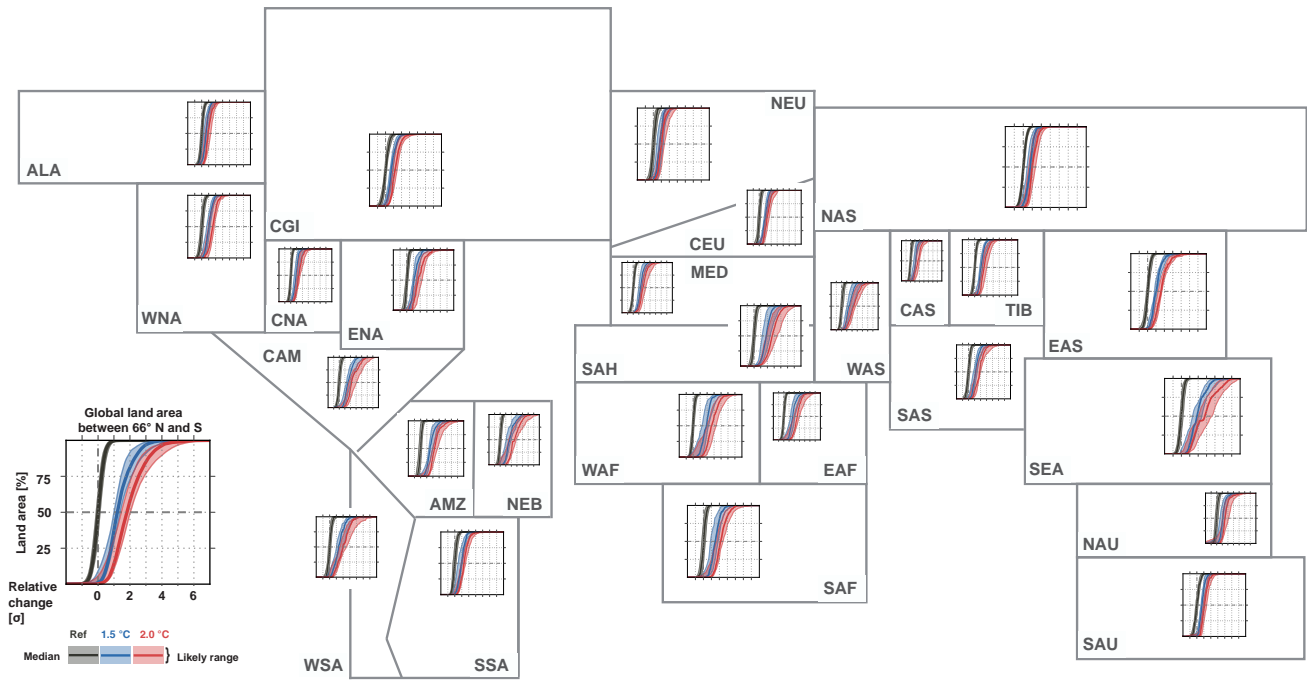 NEU
ALA
CGI
NAS
CEU
MED
WNA
CNA
ENA
CAS
TIB
CAM
EAS
SAH
WAS
Global land area
between 66° N and S
SAS
WAF
EAF
SEA
75
50
25
Land area [%]
AMZ
NEB
NAU
Relative
change
[σ]
0 2 4 6
SAF
Ref 1.5 °C 2.0 °C
Median } Likely range
WSA
SSA
SAU